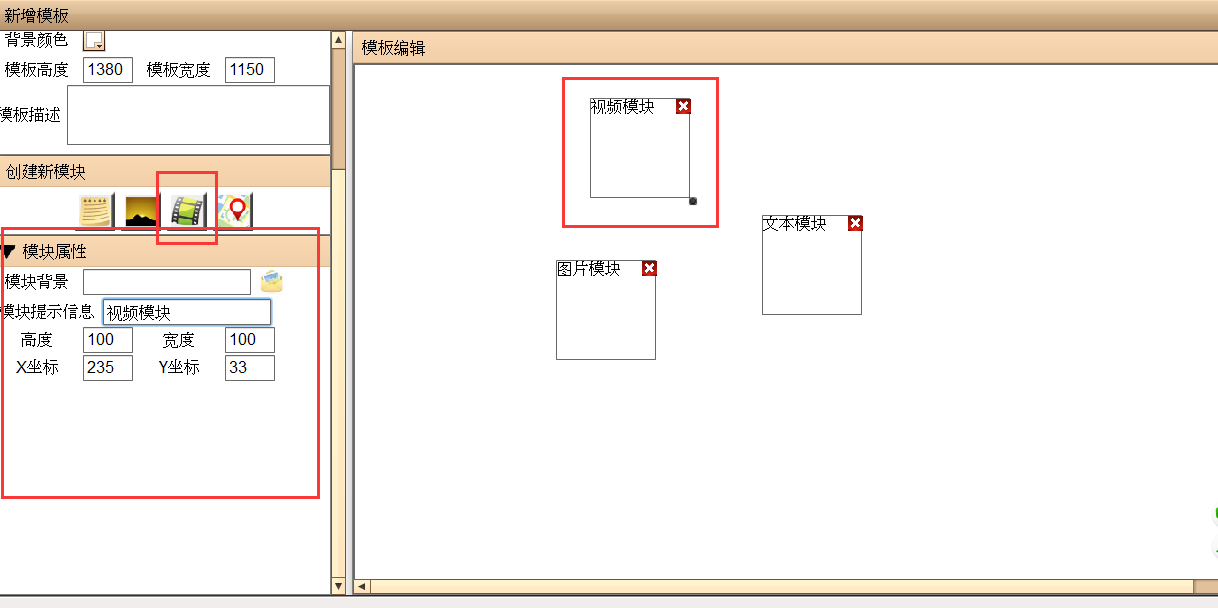 新增模板
背景颜色
模板编辑
模板高度 1380 模板宽度 1150
模板描述
视频模块
创建新模块
文本模块
模块属性
图片模块
模块背景
模块提示信息 视频模块
高度 100 宽度 100
X坐标 235 Y坐标 33